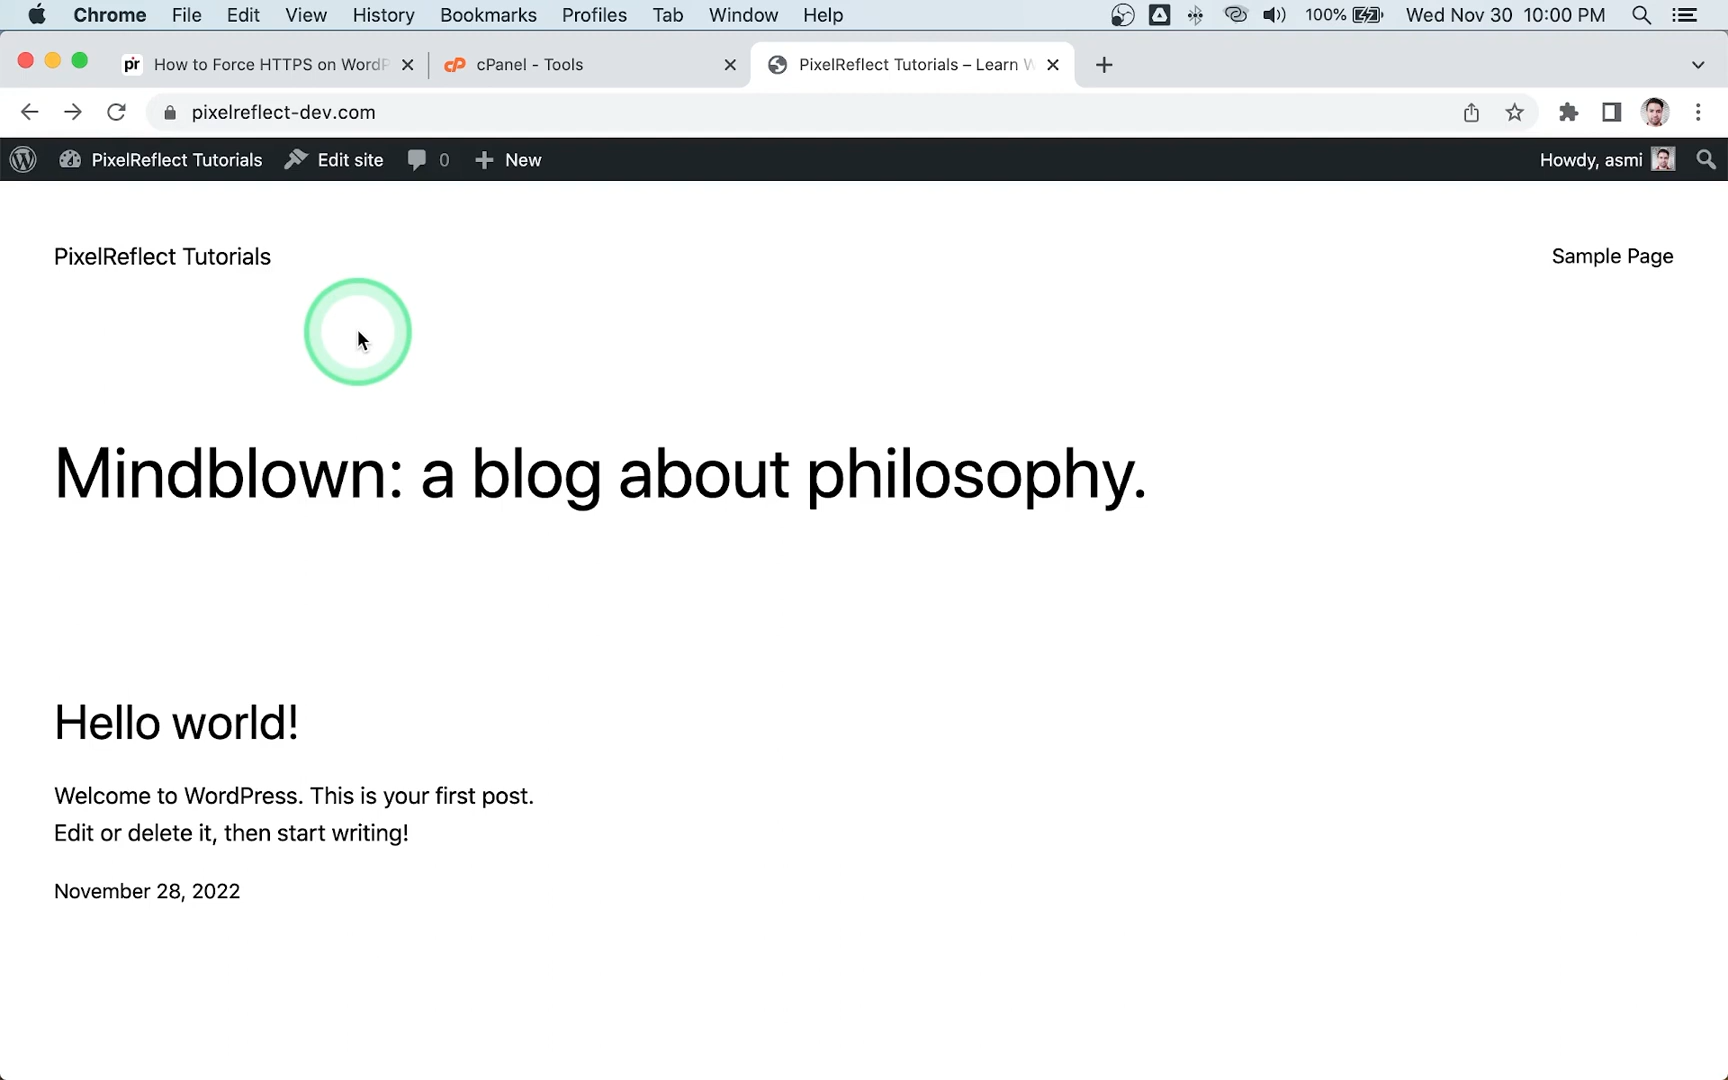 Chrome File Edit View History Bookmarks Profiles Tab Window Help 100% Wed Nov 30 10:00 PM
pr How to Force HTTPS on WordP cP cPanel - Tools PixelReflect Tutorials – Learn W
pixelreflect-dev.com
PixelReflect Tutorials Edit site 0 New Howdy, asmi
PixelReflect Tutorials Sample Page
Mindblown: a blog about philosophy.
Hello world!
Welcome to WordPress. This is your first post.
Edit or delete it, then start writing!
November 28, 2022